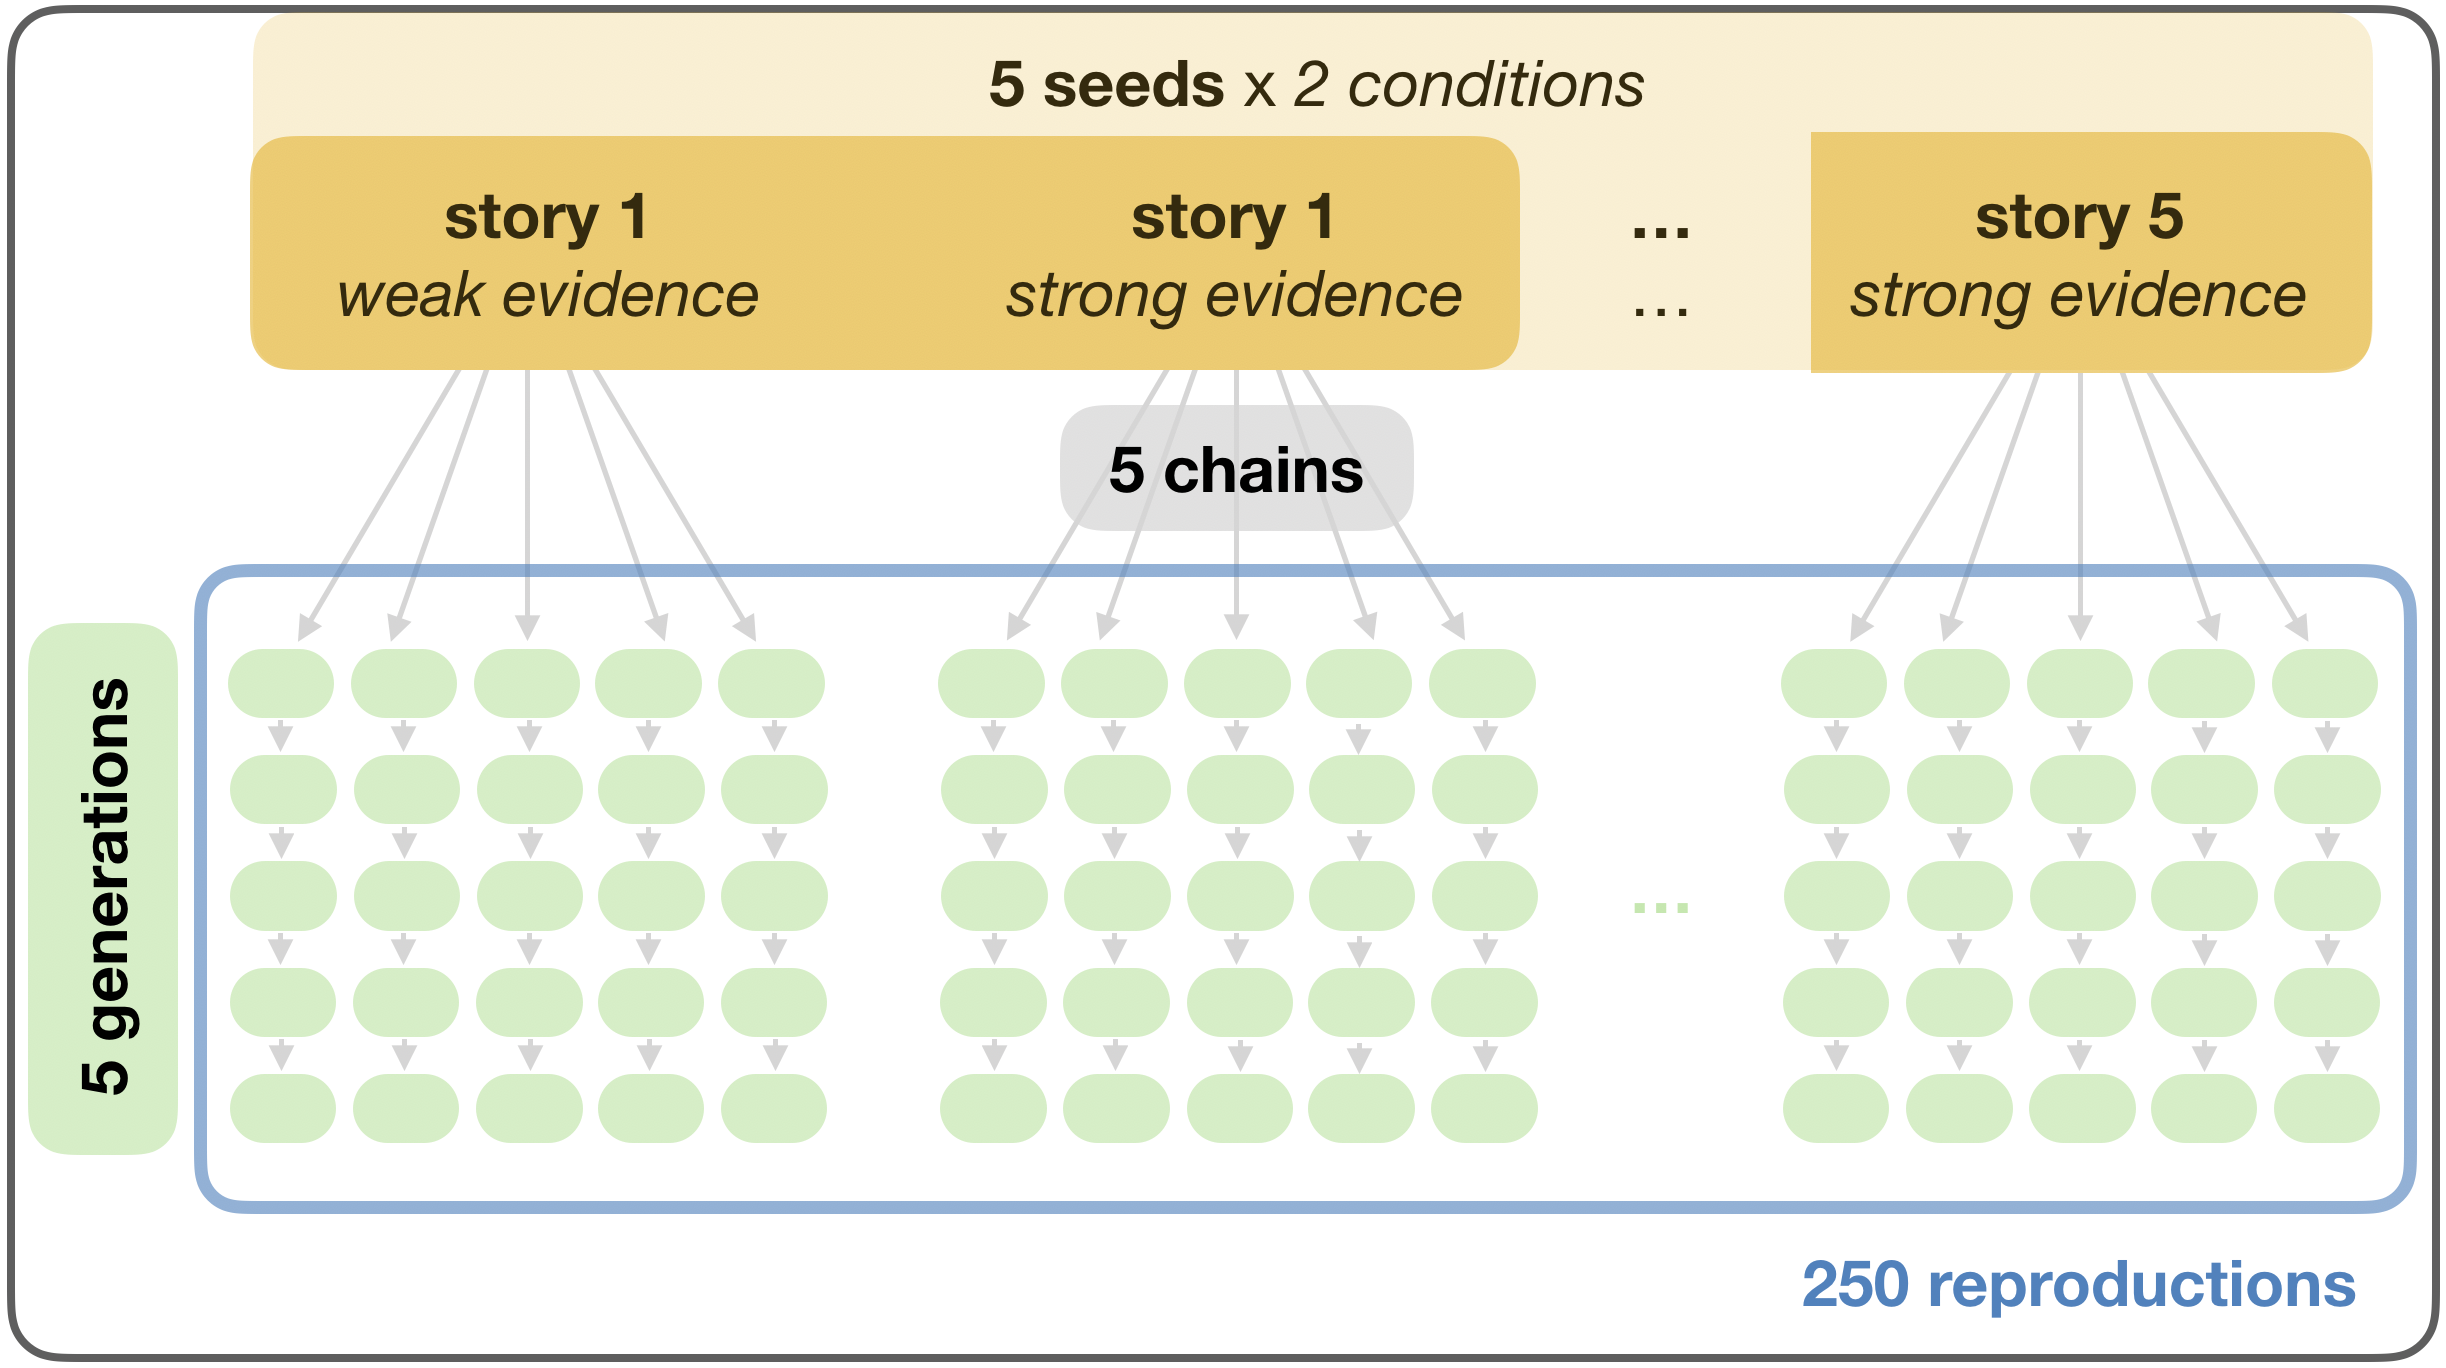 5 seeds x 2 conditions
story 1
weak evidence
story 1
strong evidence
...
...
story 5
strong evidence
5 chains
5 generations
...
250 reproductions